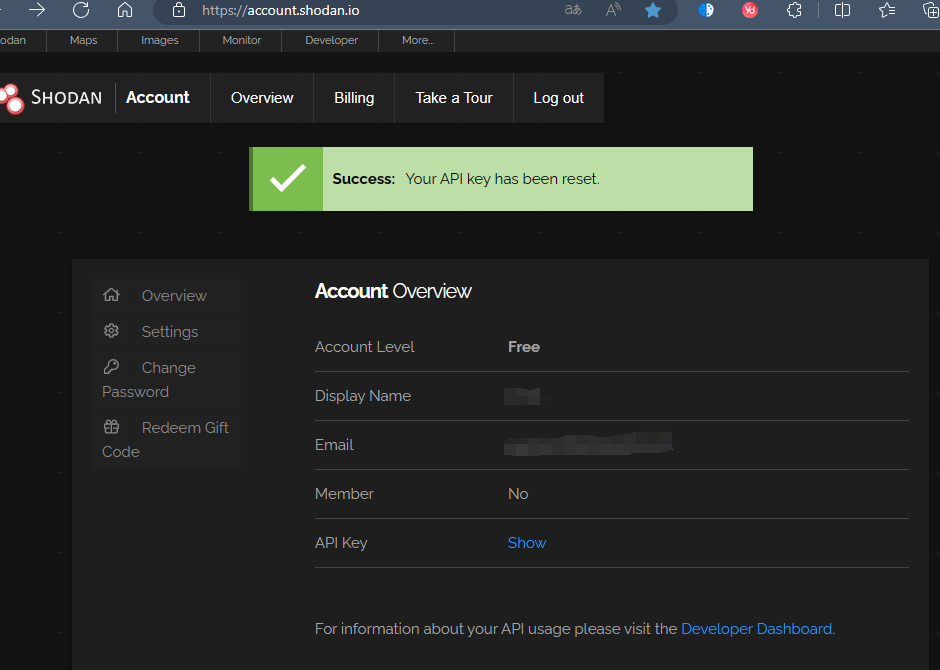 https://account.shodan.io
aあ
A
odan Maps Images Monitor Developer More...
SHODAN Account Overview Billing Take a Tour Log out
Success: Your API key has been reset.
Overview
Settings
Change
Password
Redeem Gift
Code
Account Overview
Account Level Free
Display Name
Email
Member No
API Key Show
For information about your API usage please visit the Developer Dashboard.